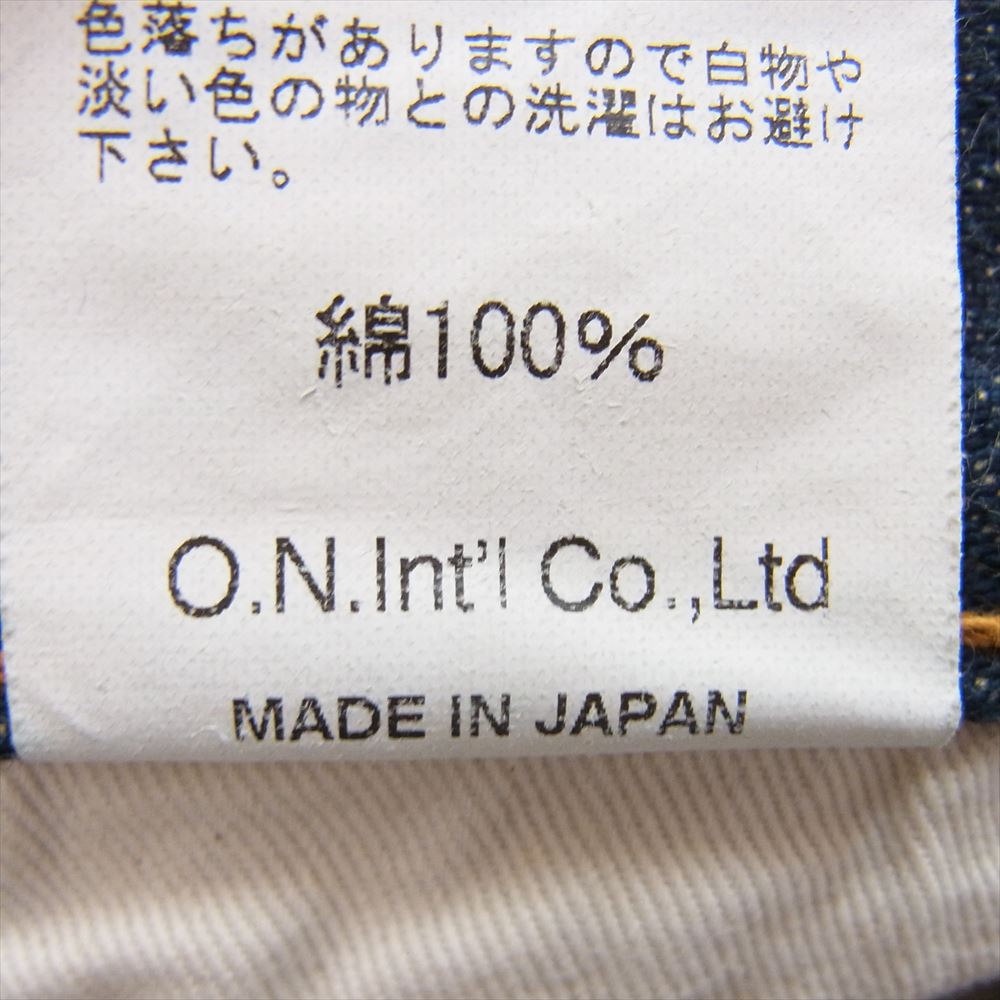 色落ちがありますので白物や
淡い色の物との洗濯はお避け
下さい。
綿100%
O.N.Int'l Co.,Ltd
MADE IN JAPAN